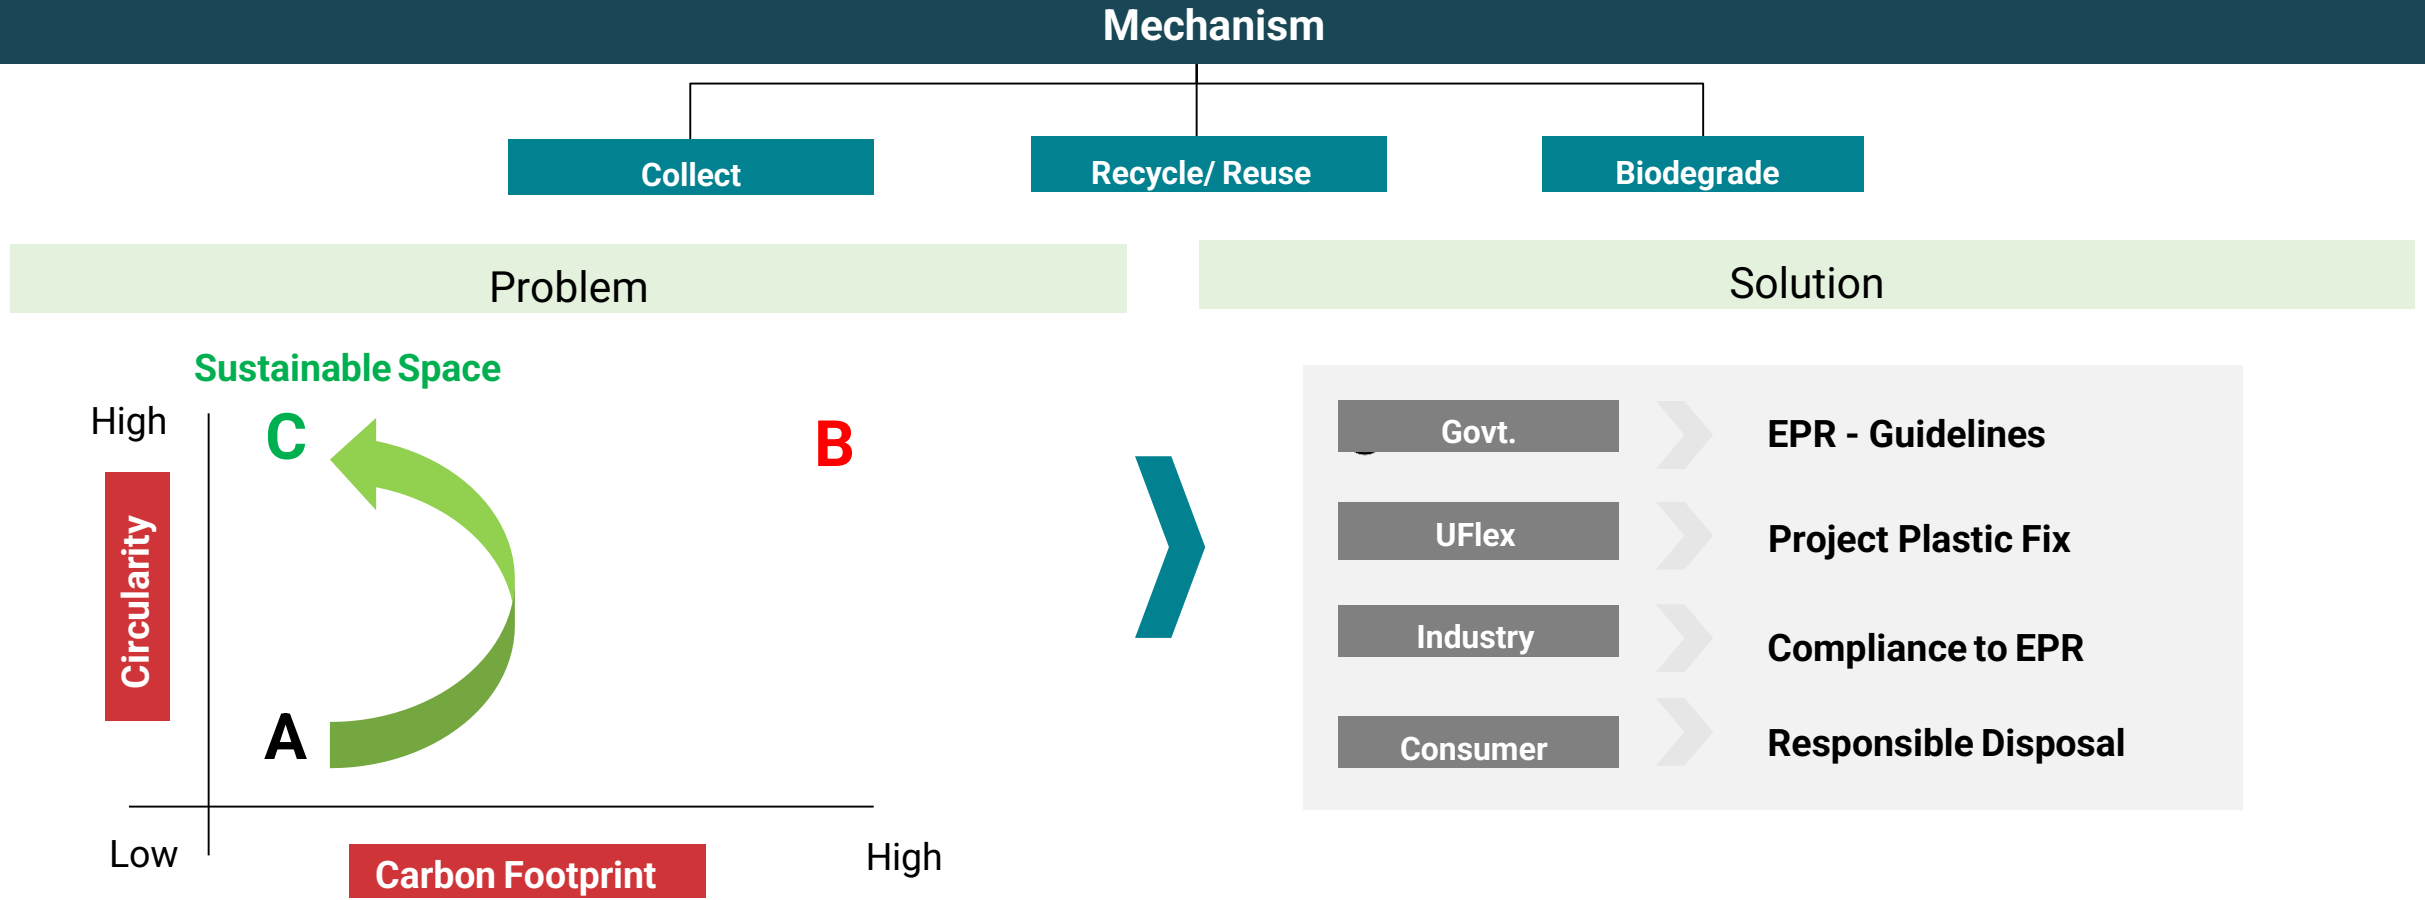 Mechanism
Collect
Recycle/ Reuse
Biodegrade
Problem
Solution
Sustainable Space
High
C
B
Circularity
A
Low
Carbon Footprint
High
Govt.
EPR - Guidelines
UFlex
Project Plastic Fix
Industry
Compliance to EPR
Consumer
Responsible Disposal